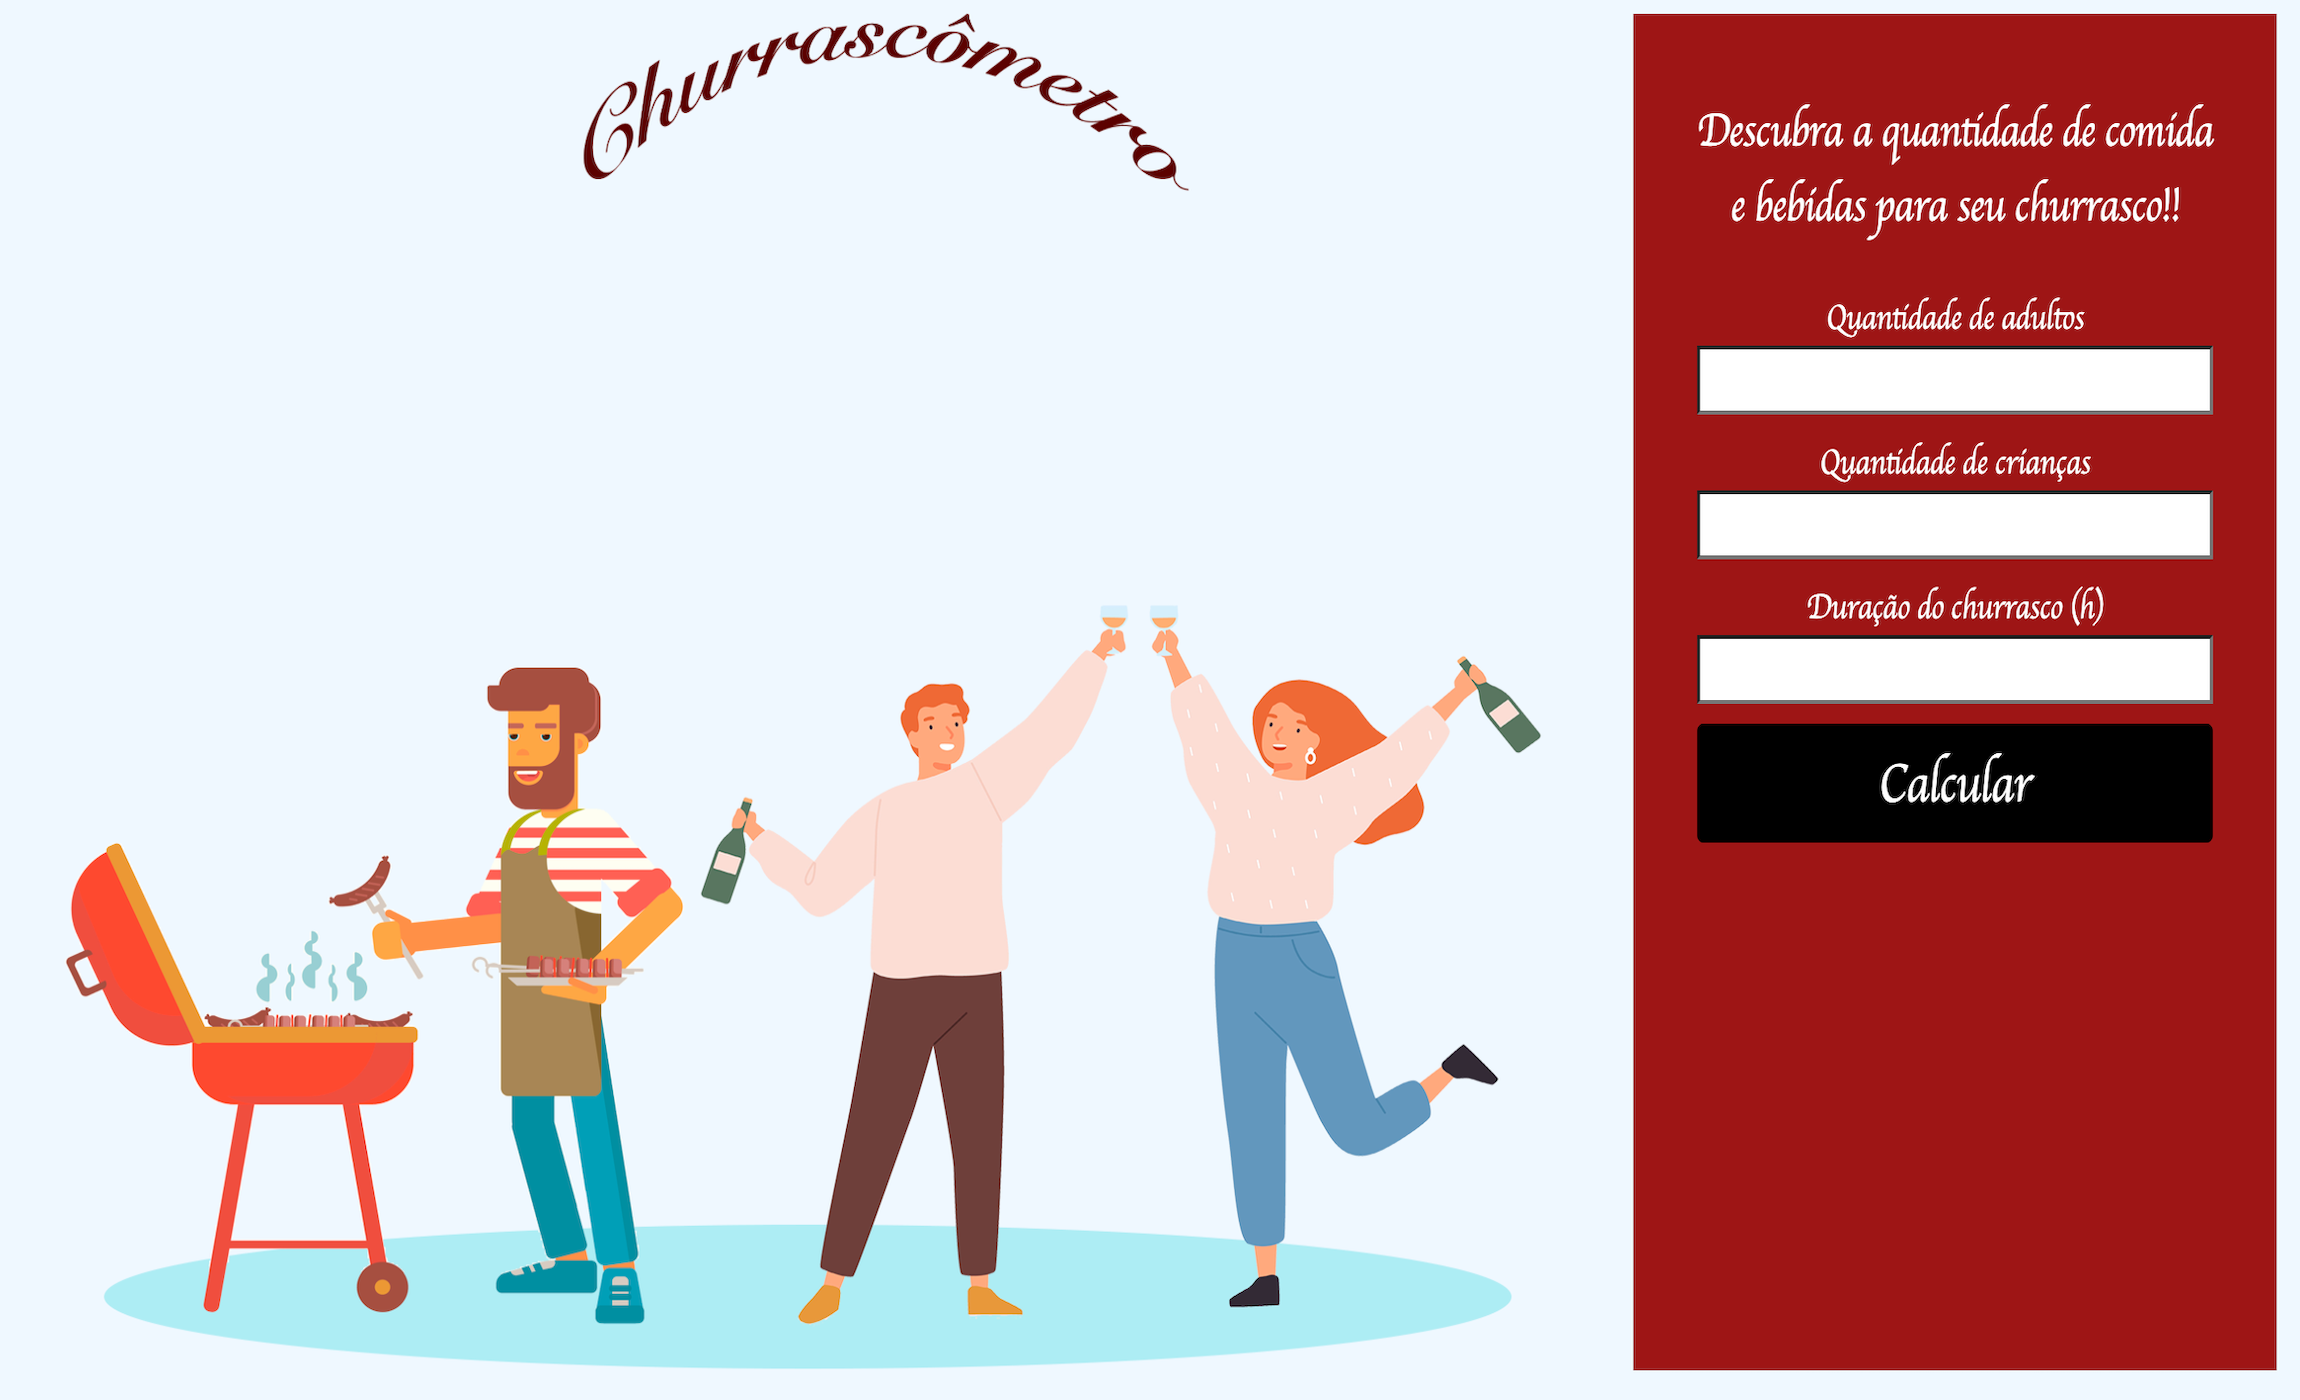 Churrascômetro
Descubra a quantidade de comida
e bebidas para seu churrasco!!
Quantidade de adultos
Quantidade de crianças
Duração do churrasco (h)
Calcular